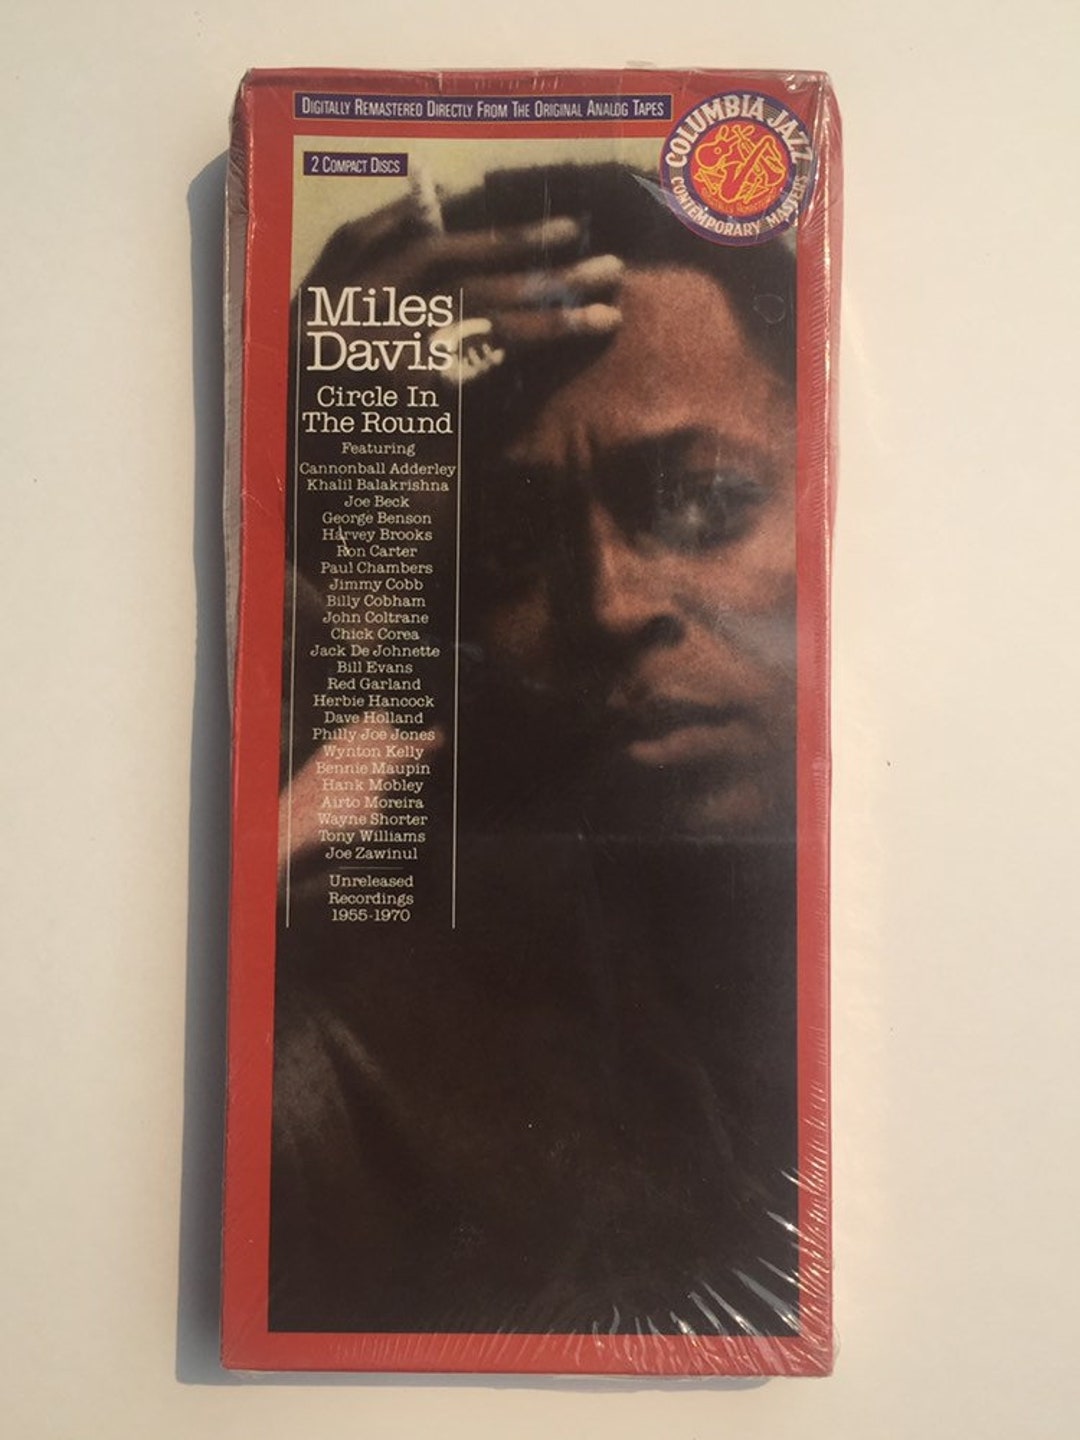 Digitally Remastered Directly From The Original Analog Tapes
COLUMBIA JAZZ
CONTEMPORARY MASTERS
2 Compact Discs
Miles
Davis
Circle In
The Round
Featuring
Cannonball Adderley
Khalil Balakrishna
Joe Beck
George Benson
Harvey Brooks
Ron Carter
Paul Chambers
Jimmy Cobb
Billy Cobham
John Coltrane
Chick Corea
Jack De Johnette
Bill Evans
Red Garland
Herbie Hancock
Dave Holland
Philly Joe Jones
Wynton Kelly
Bennie Maupin
Hank Mobley
Airto Moreira
Wayne Shorter
Tony Williams
Joe Zawinul
Unreleased
Recordings
1955-1970